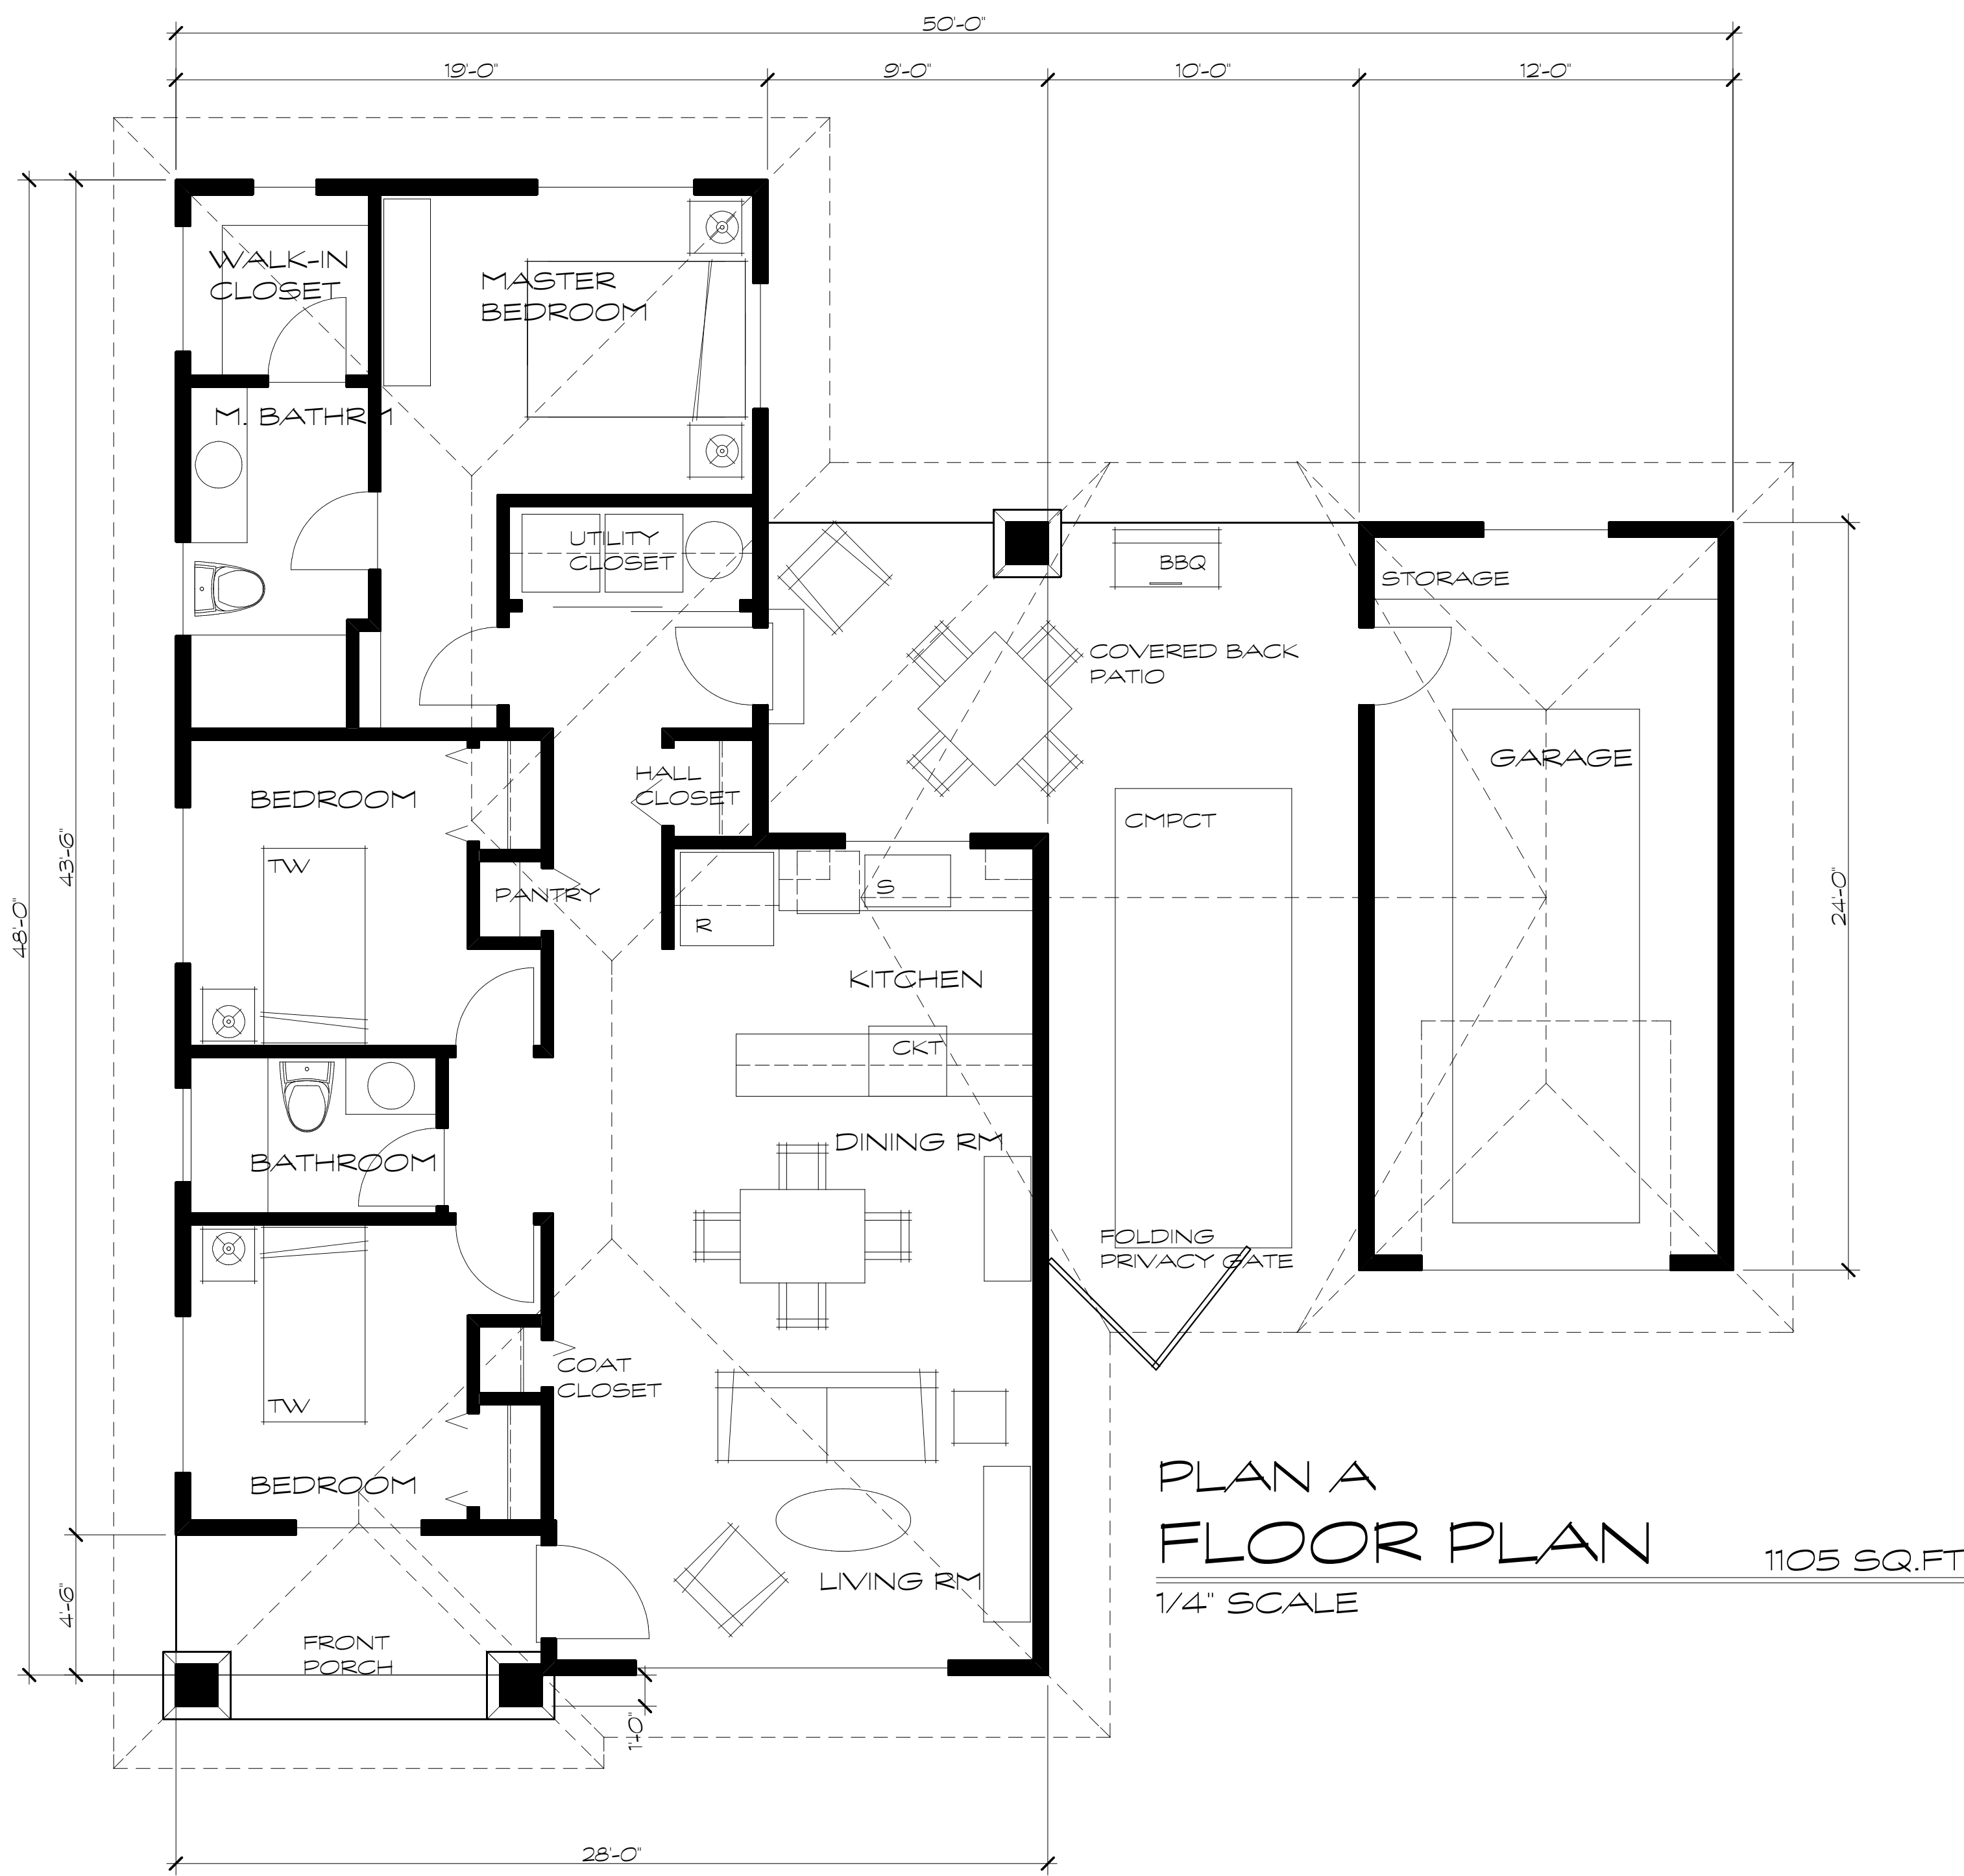 50'-0"
19'-0"
9'-0"
10'-0"
12'-0"
WALK-IN
CLOSET
MASTER
BEDROOM
M. BATHRM
UTILITY
CLOSET
BBQ
STORAGE
COVERED BACK
PATIO
GARAGE
BEDROOM
HALL
CLOSET
CMPCT
TW
43'-6"
48'-0"
24'-0"
PANTRY
S
R
KITCHEN
CKT
DINING RM
BATHROOM
FOLDING
PRIVACY GATE
COAT
CLOSET
TW
BEDROOM
PLAN A
FLOOR PLAN
1105 SQ.FT
1/4" SCALE
LIVING RM
4'-6"
FRONT
PORCH
1'-0"
28'-0"